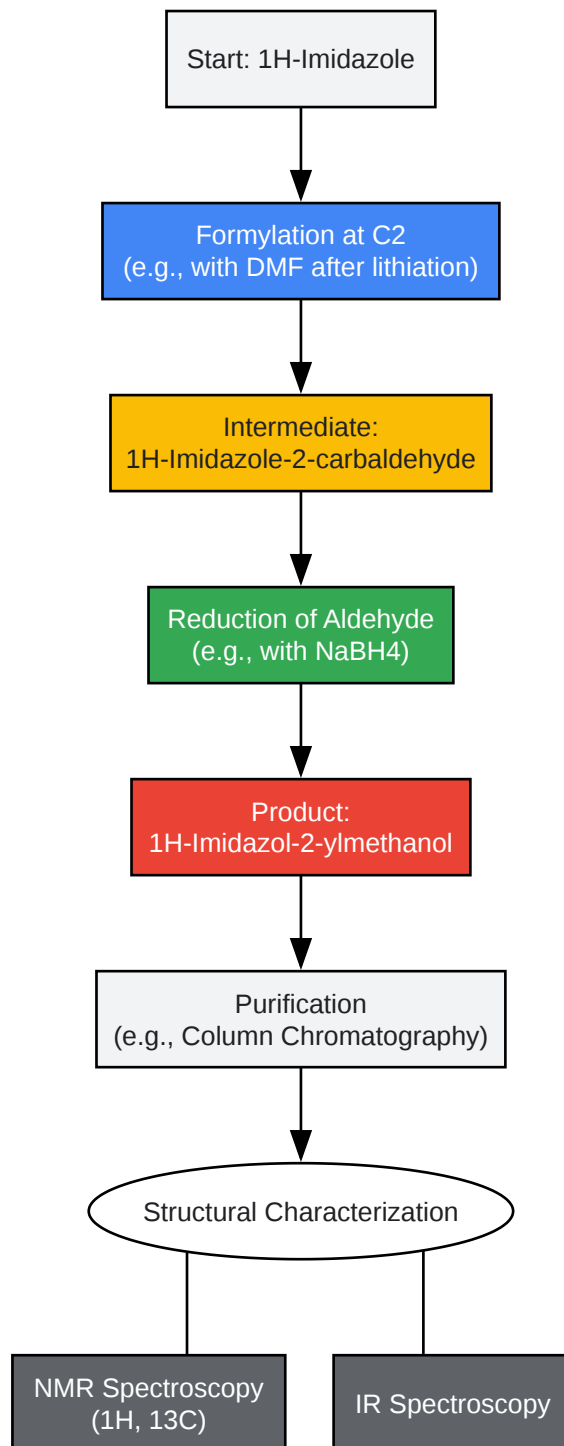 Start: 1H-Imidazole
Formylation at C2
(e.g., with DMF after lithiation)
Intermediate:
1H-Imidazole-2-carbaldehyde
Reduction of Aldehyde
(e.g., with NaBH4)
Product:
1H-Imidazol-2-ylmethanol
Purification
(e.g., Column Chromatography)
Structural Characterization
NMR Spectroscopy
(1H, 13C)
IR Spectroscopy